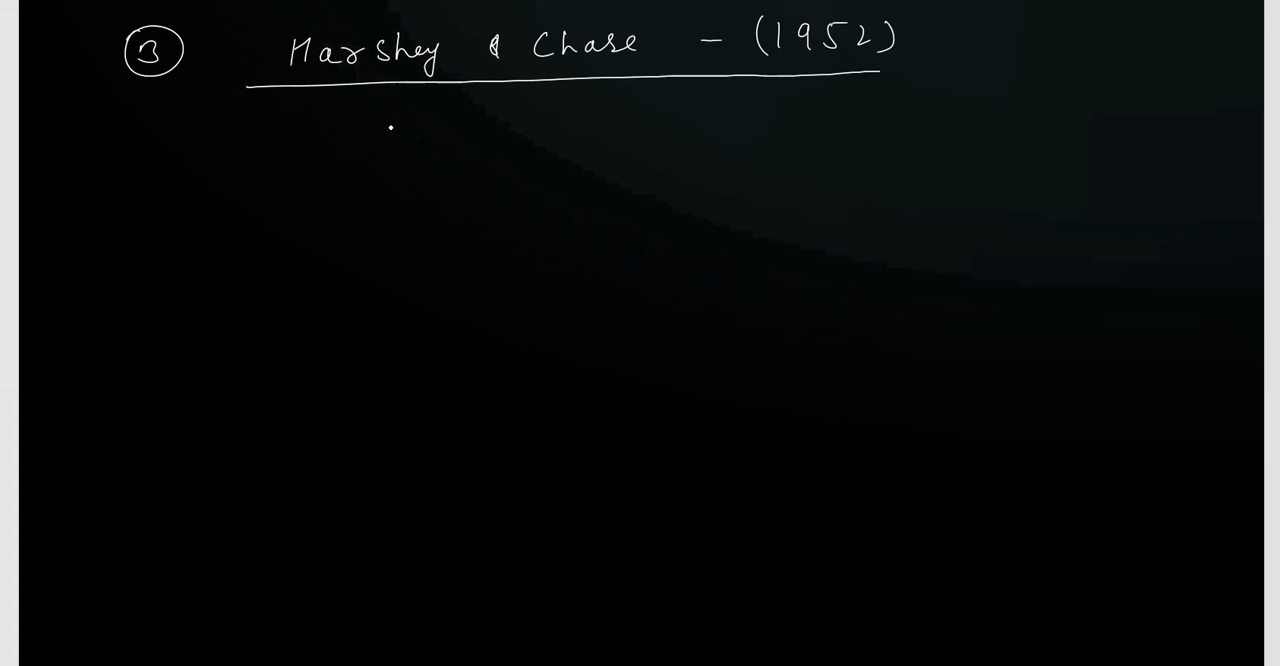 ③ Harshey & Chase - (1952)